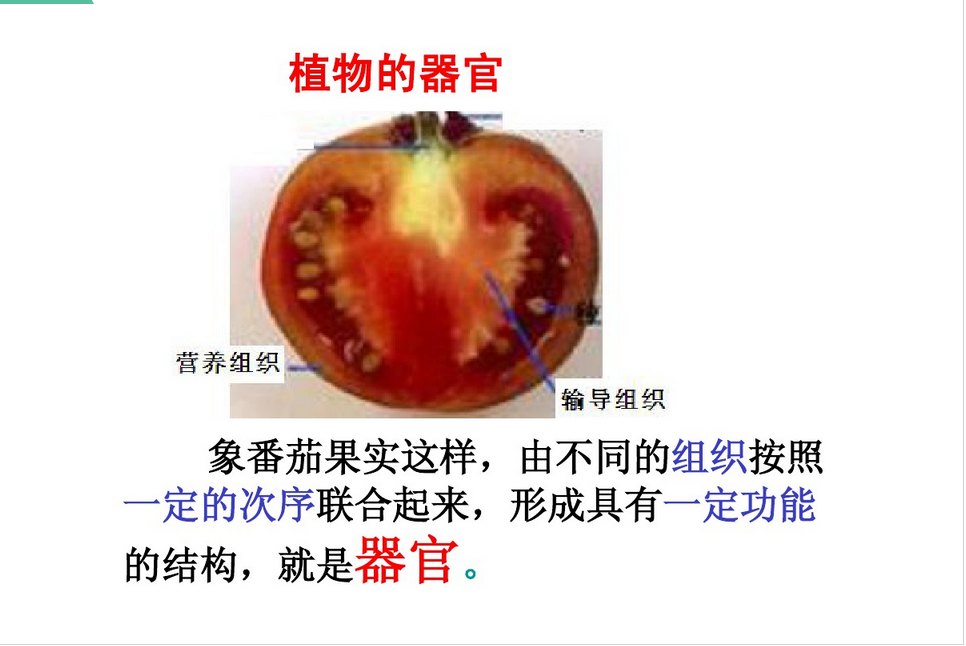 植物的器官
营养组织
输导组织
象番茄果实这样，由不同的组织按照
一定的次序联合起来，形成具有一定功能
的结构，就是器官。